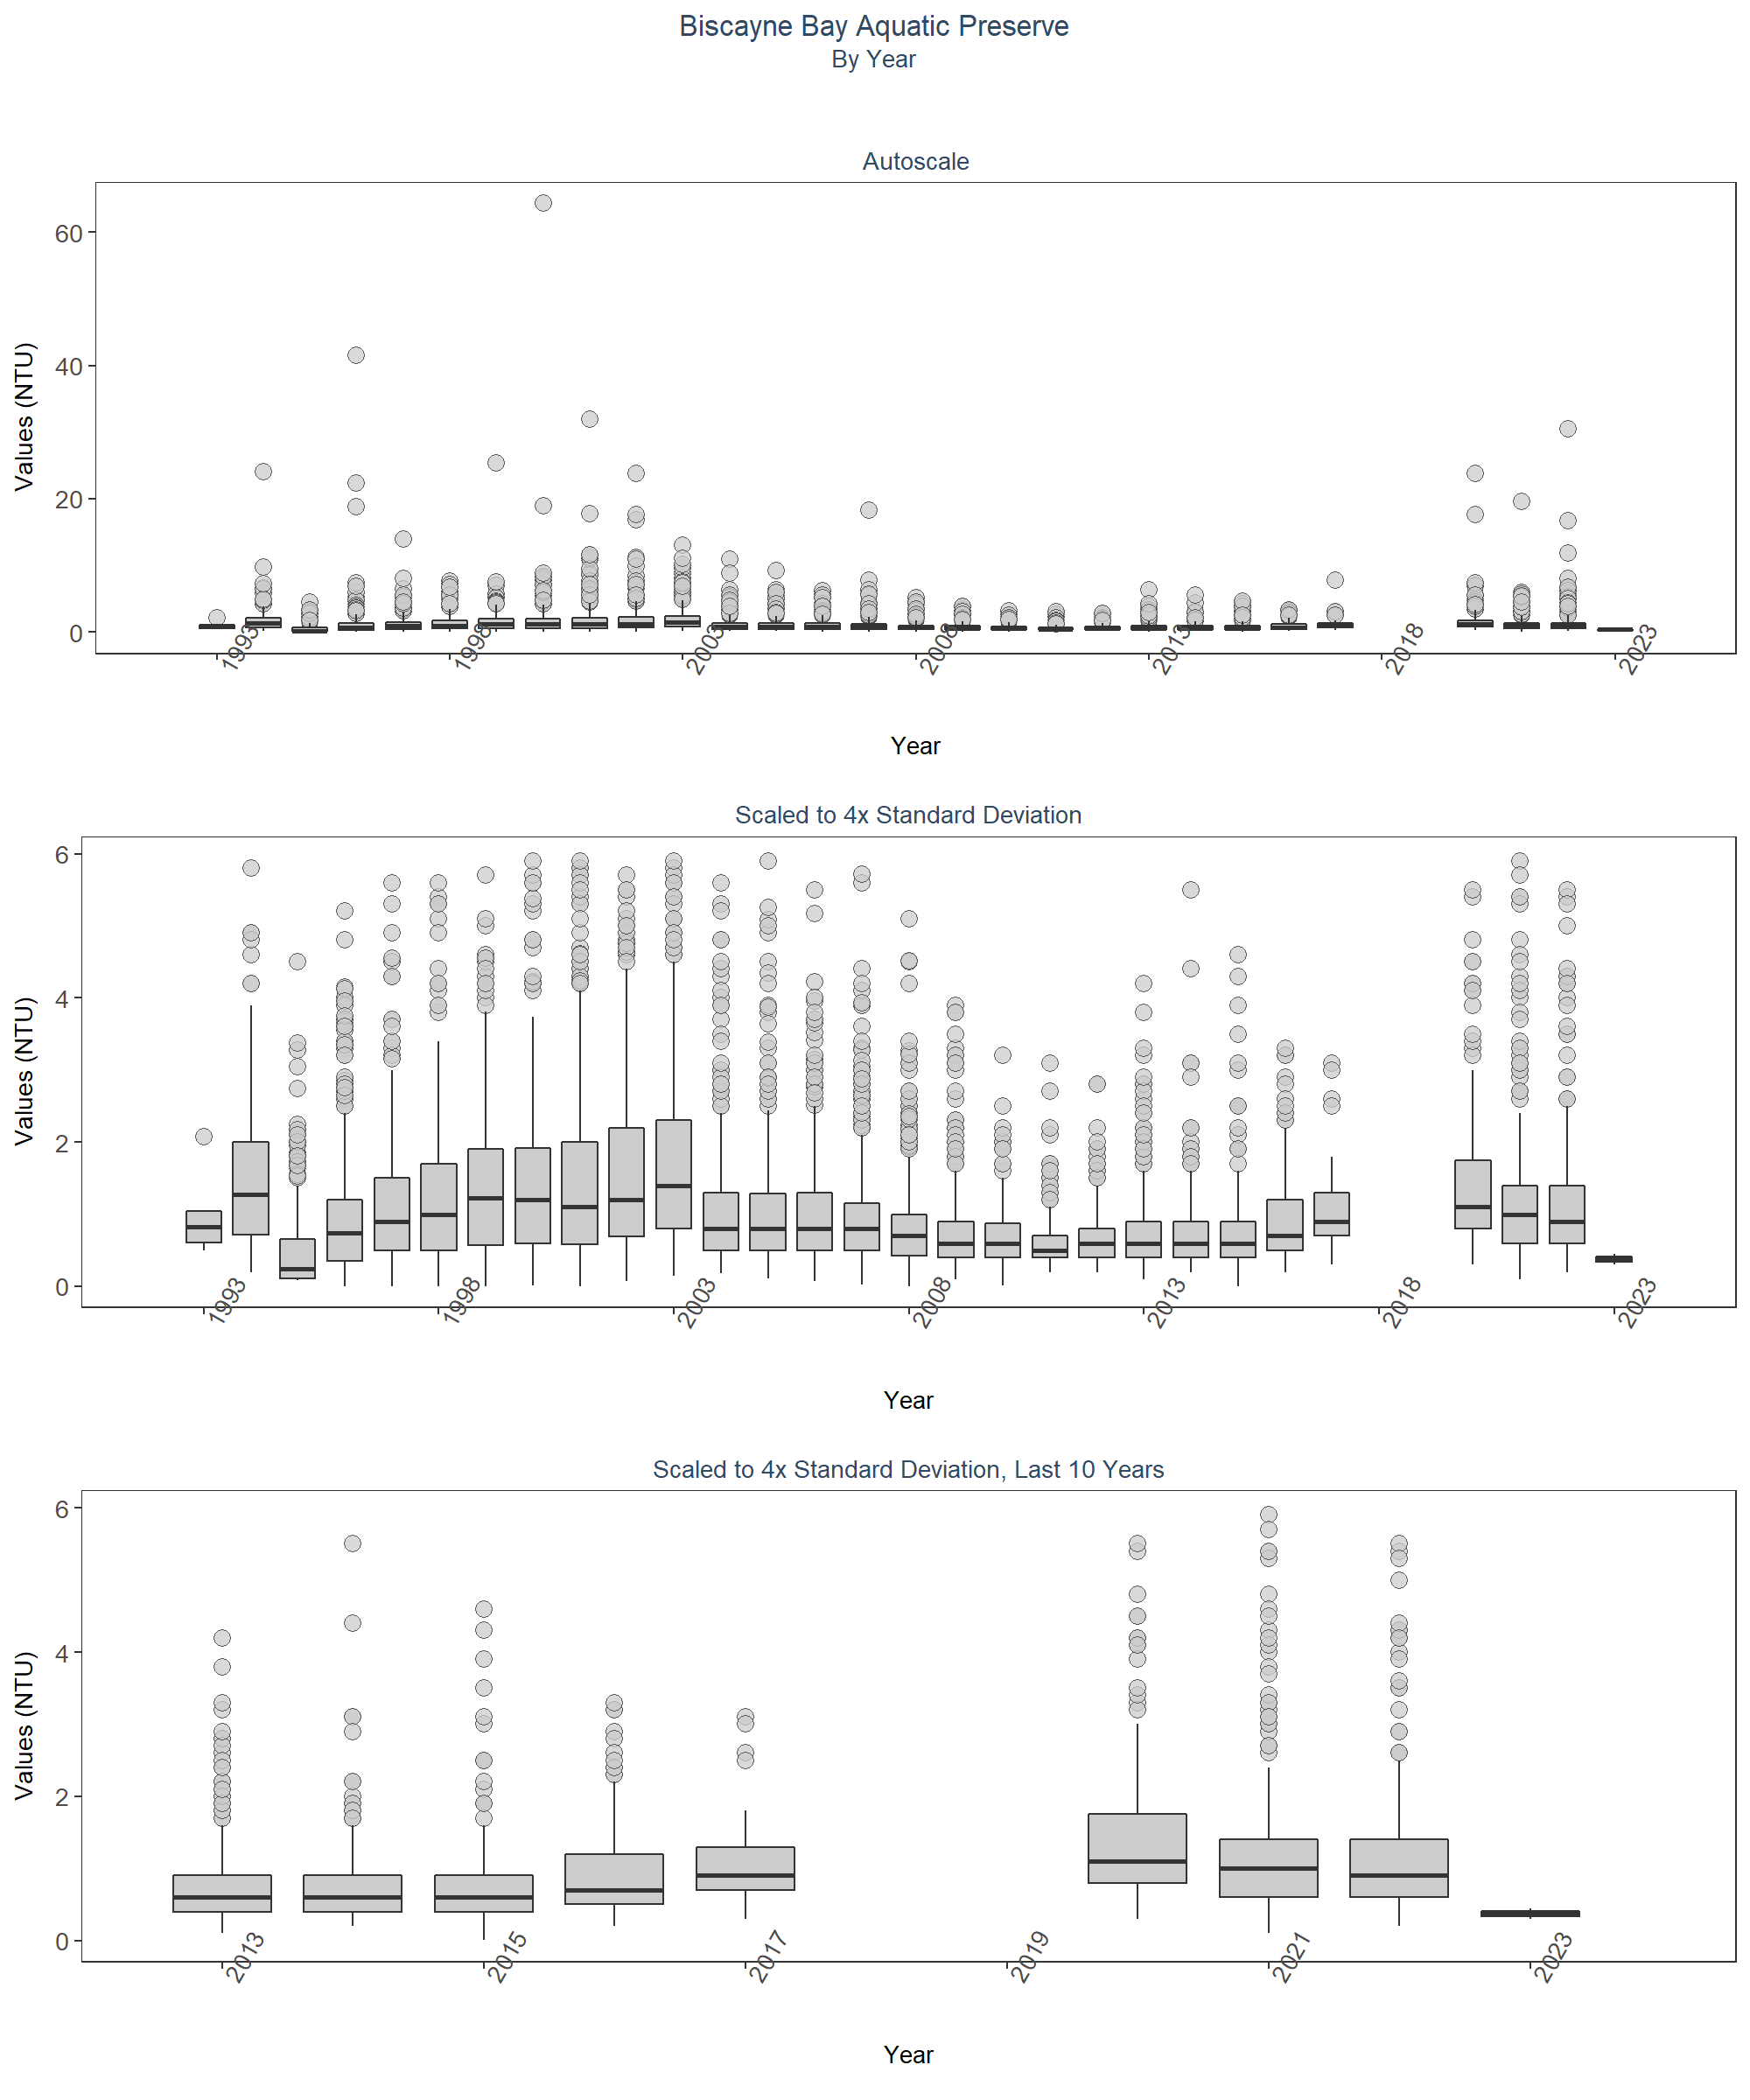 Biscayne Bay Aquatic Preserve
By Year
Autoscale
Values (NTU)
60
40
20
0
1993
1998
2003
2008
2013
2018
2023
Year
Scaled to 4x Standard Deviation
Values (NTU)
6
4
2
0
1993
1998
2003
2008
2013
2018
2023
Year
Scaled to 4x Standard Deviation, Last 10 Years
Values (NTU)
6
4
2
0
2013
2015
2017
2019
2021
2023
Year